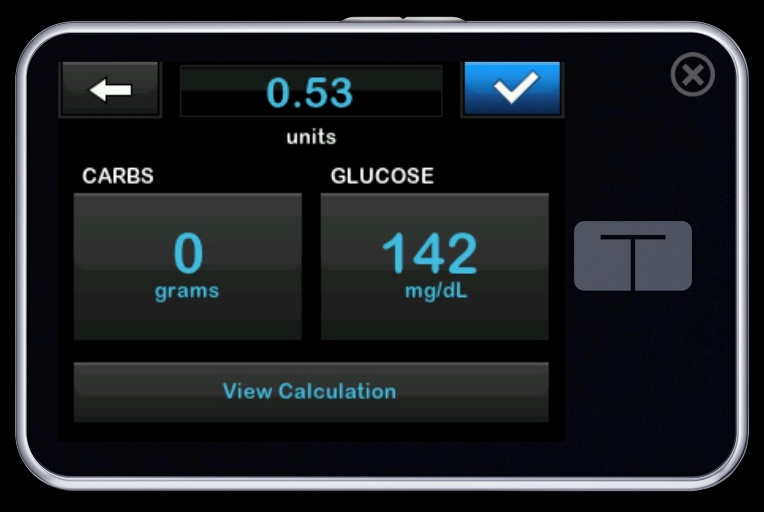 0.53
units
CARBS GLUCOSE
0 142
grams mg/dL
View Calculation